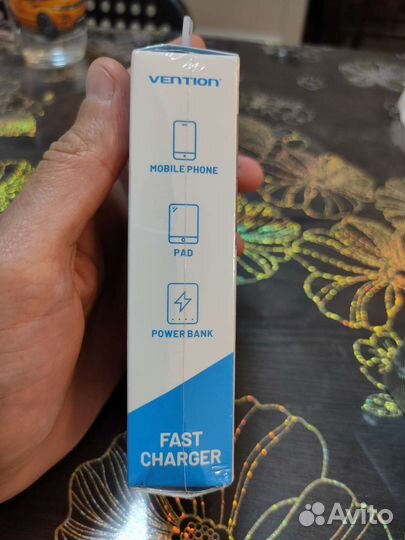 VENTION
MOBILE PHONE
PAD
POWER BANK
FAST
CHARGER
Avito